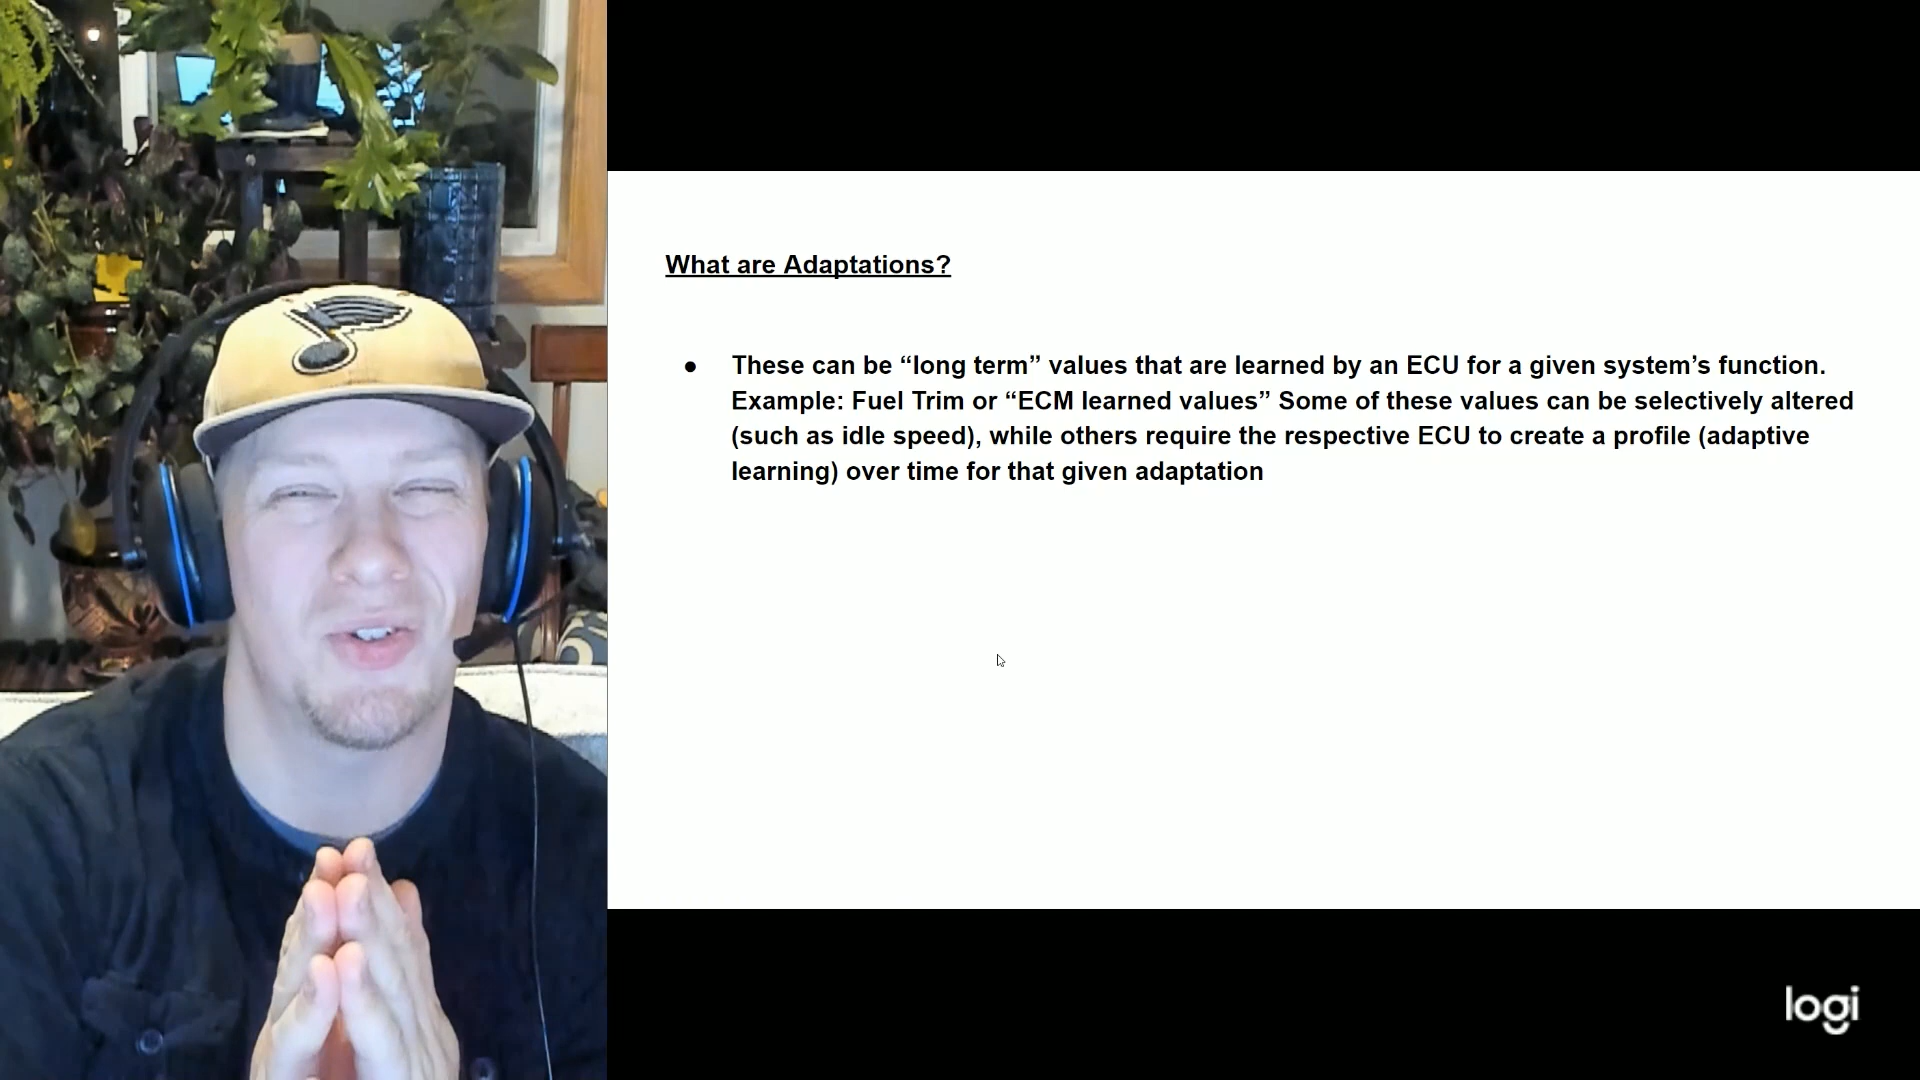 What are Adaptations?
● These can be “long term” values that are learned by an ECU for a given system’s function.
Example: Fuel Trim or “ECM learned values” Some of these values can be selectively altered
(such as idle speed), while others require the respective ECU to create a profile (adaptive
learning) over time for that given adaptation
logi